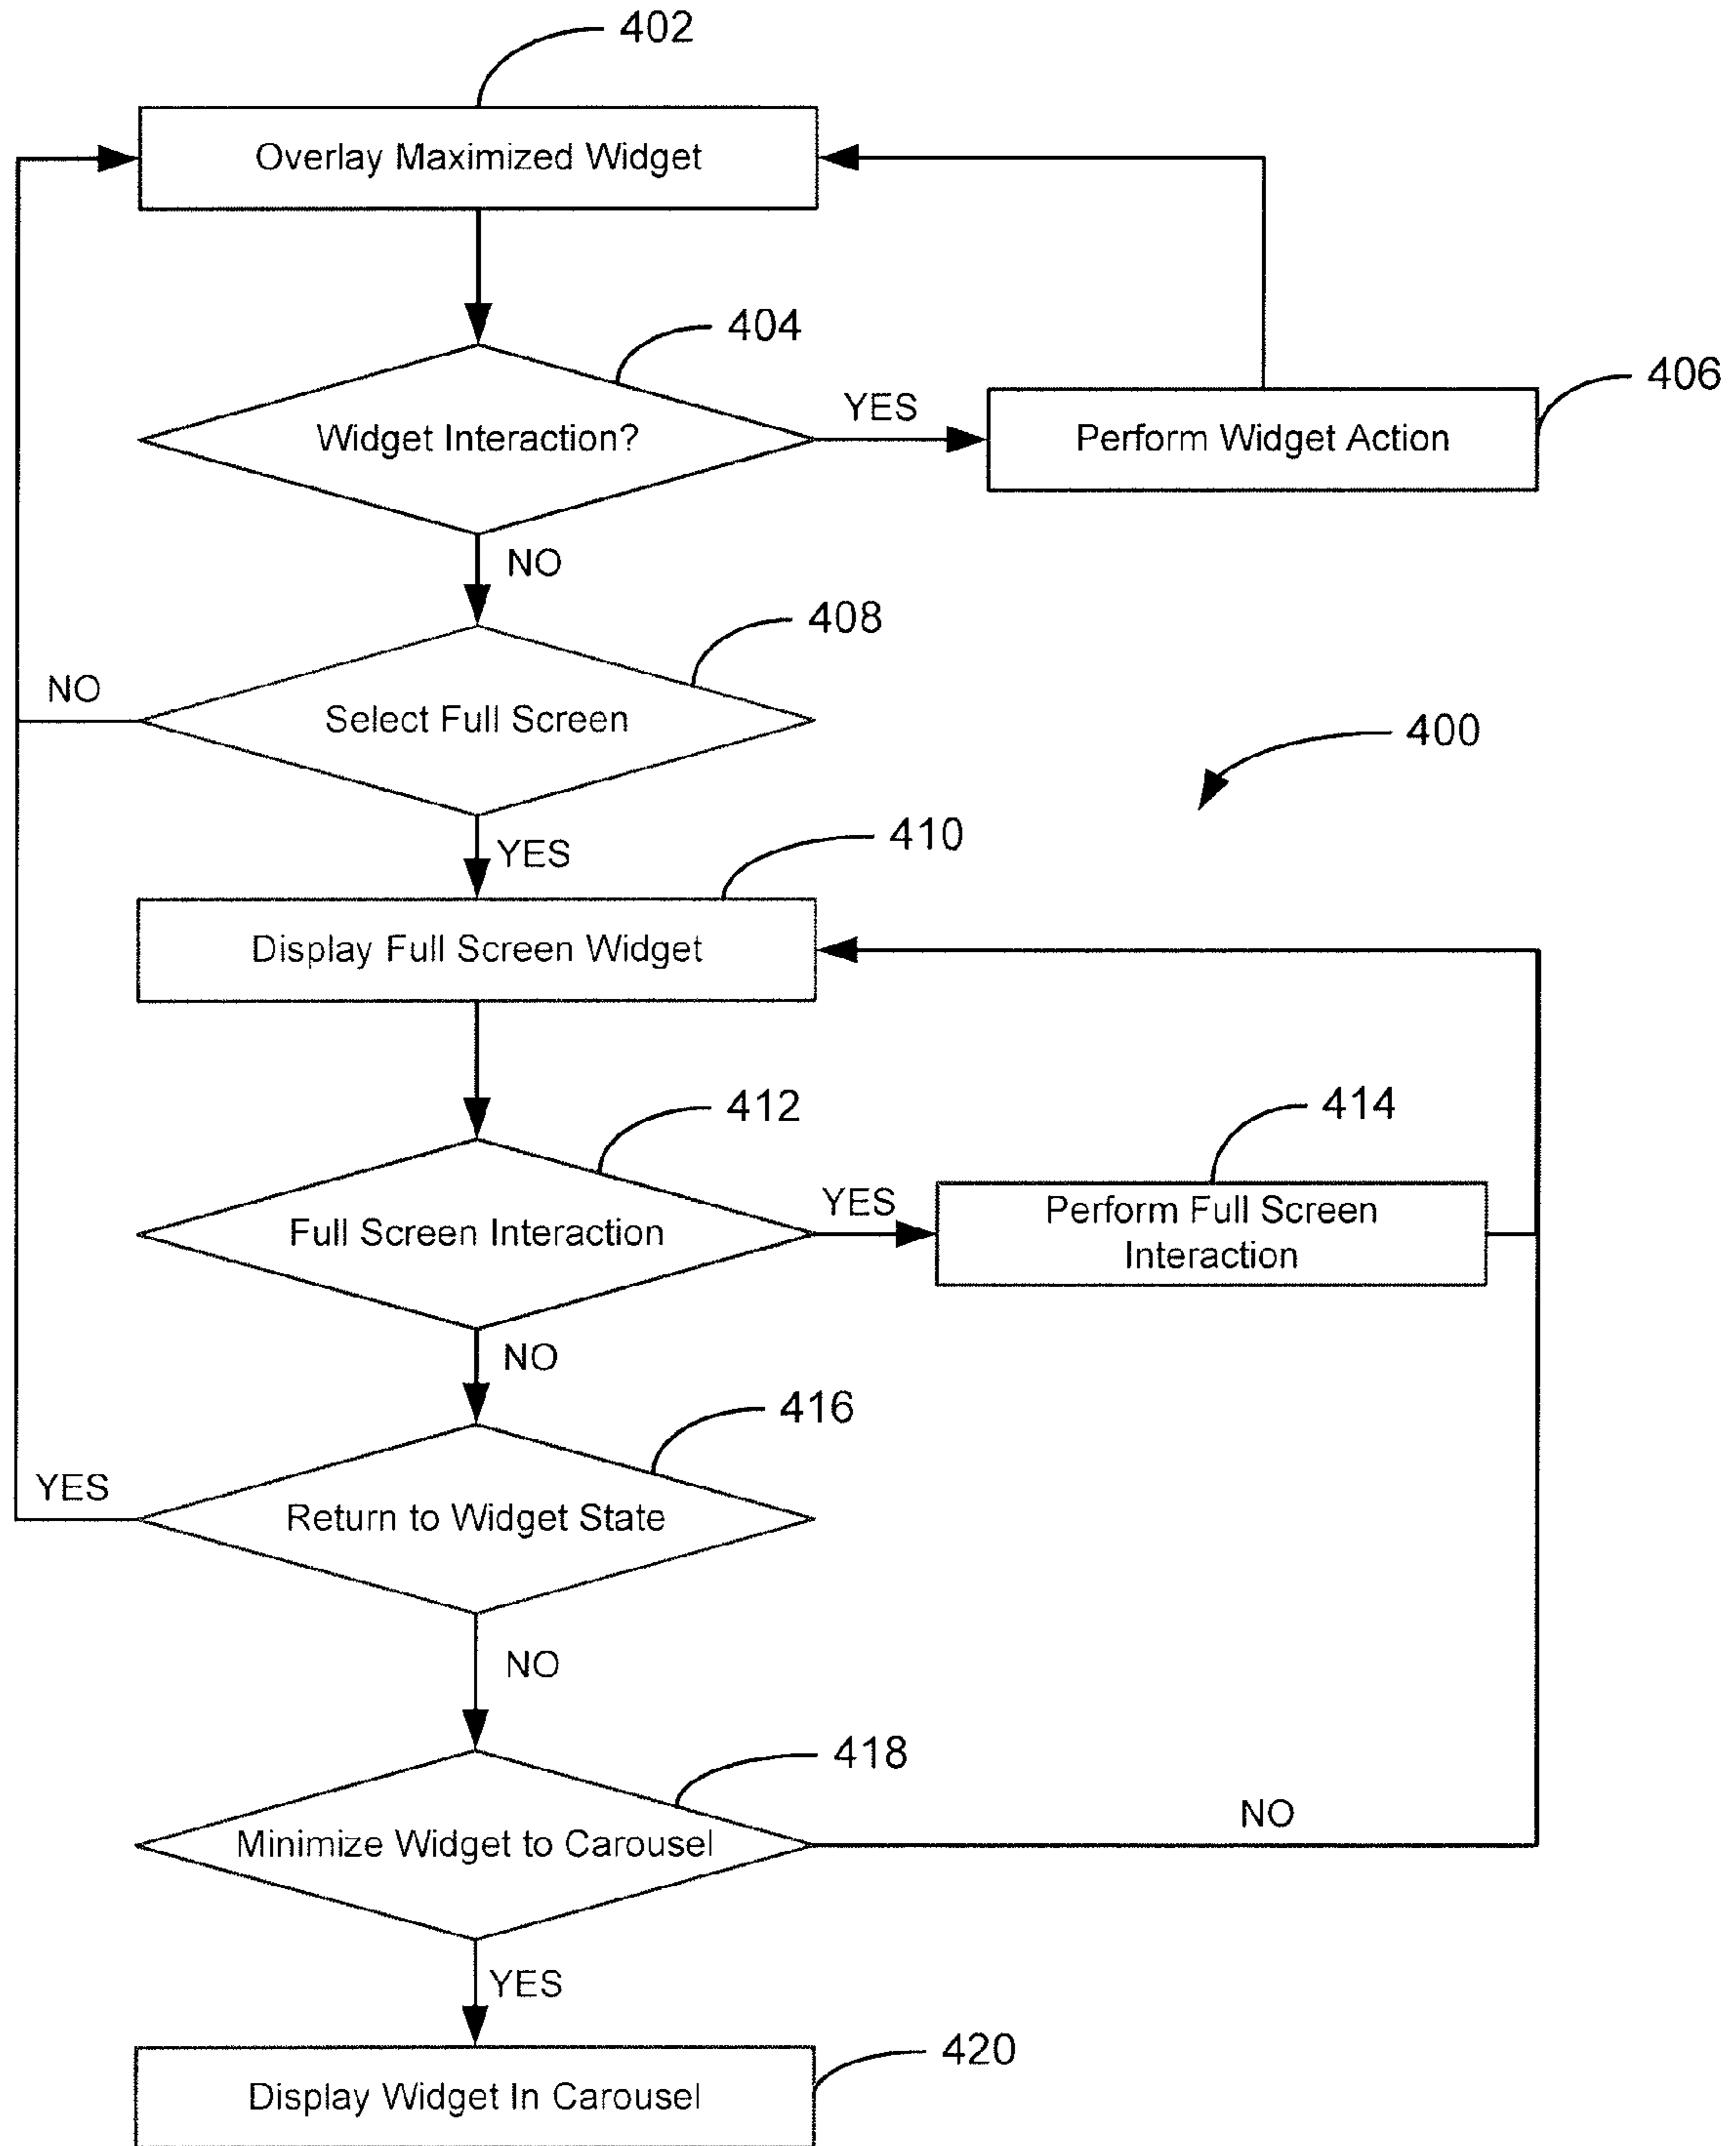 402
Overlay Maximized Widget
404
Widget Interaction?
YES
406
Perform Widget Action
NO
408
NO
Select Full Screen
400
YES
410
Display Full Screen Widget
412
414
Full Screen Interaction
YES
Perform Full Screen
Interaction
NO
416
YES
Return to Widget State
NO
418
Minimize Widget to Carousel
NO
YES
420
Display Widget In Carousel